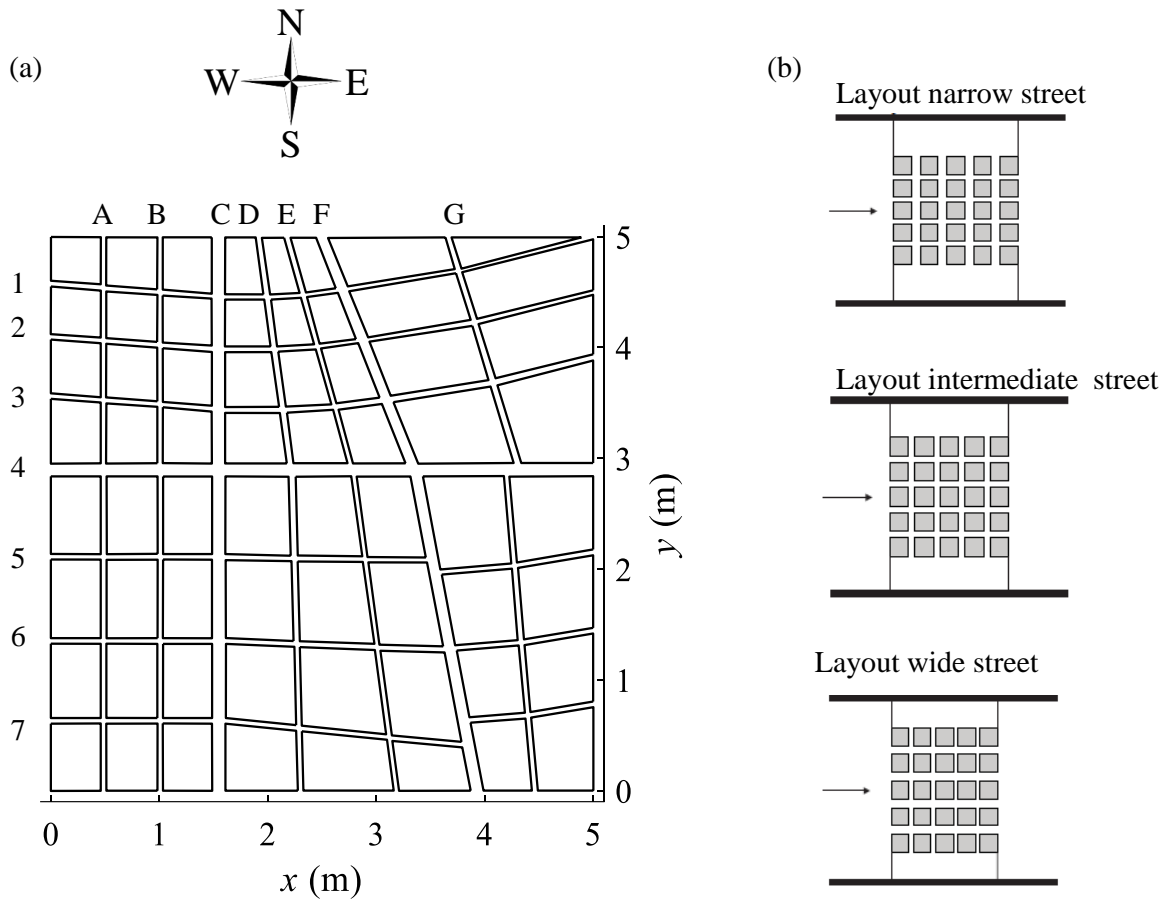 (a)
N
W E
S
A B C D E F G
1
2
3
4
5
6
7
5
4
3
2
1
0
y (m)
0 1 2 3 4 5
x (m)
(b)
Layout narrow street
Layout intermediate street
Layout wide street